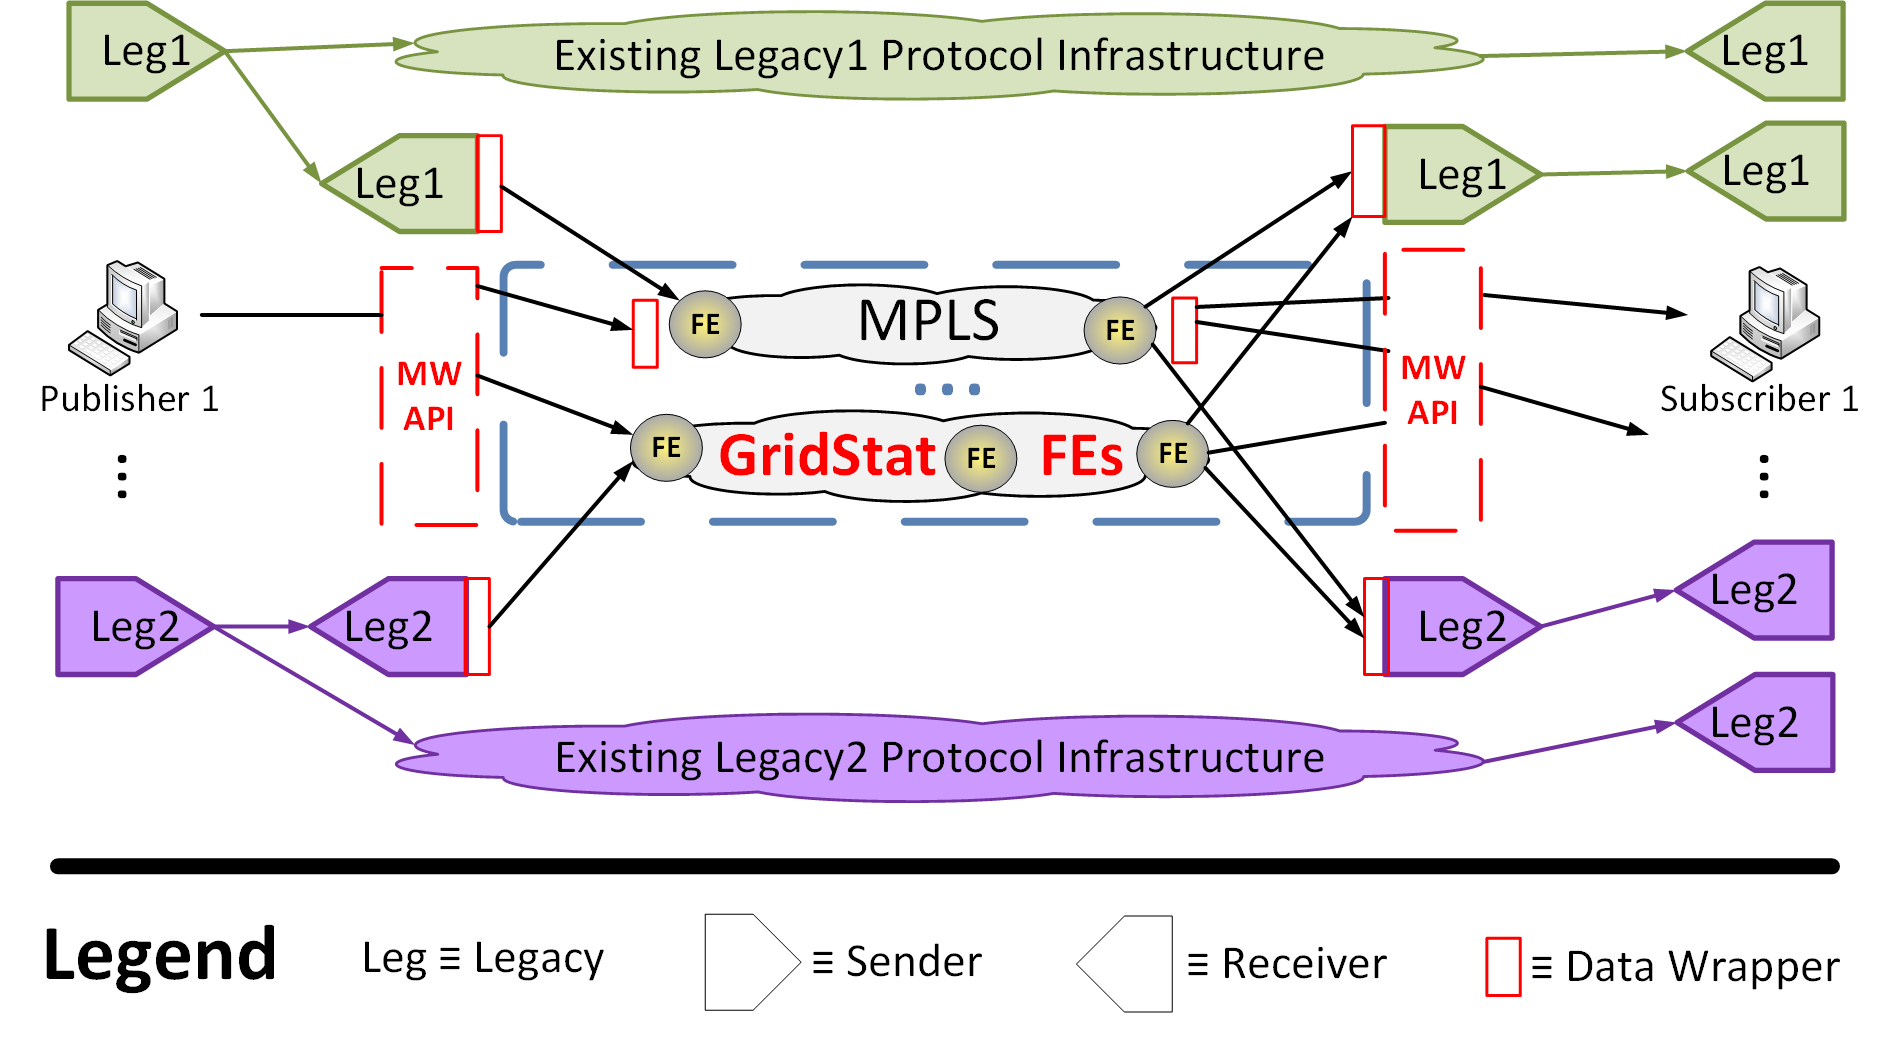 Leg1
Existing Legacy1 Protocol Infrastructure
Leg1
Leg1
Leg1
Leg1
Publisher 1
MW
API
FE
MPLS
FE
FE
GridStat
FE
FEs
FE
MW
API
Subscriber 1
Leg2
Leg2
Leg2
Leg2
Existing Legacy2 Protocol Infrastructure
Leg2
Legend
Leg ≡ Legacy
≡ Sender
≡ Receiver
≡ Data Wrapper